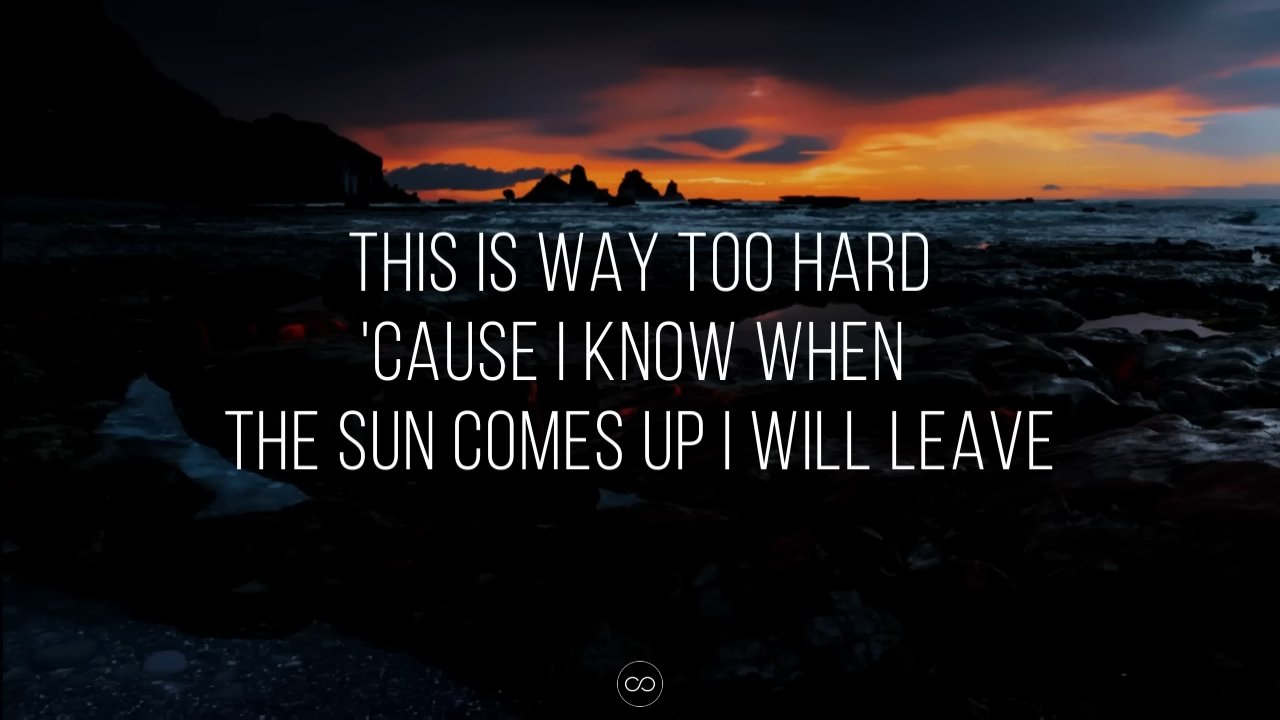 THIS IS WAY TOO HARD
'CAUSE I KNOW WHEN
THE SUN COMES UP I WILL LEAVE